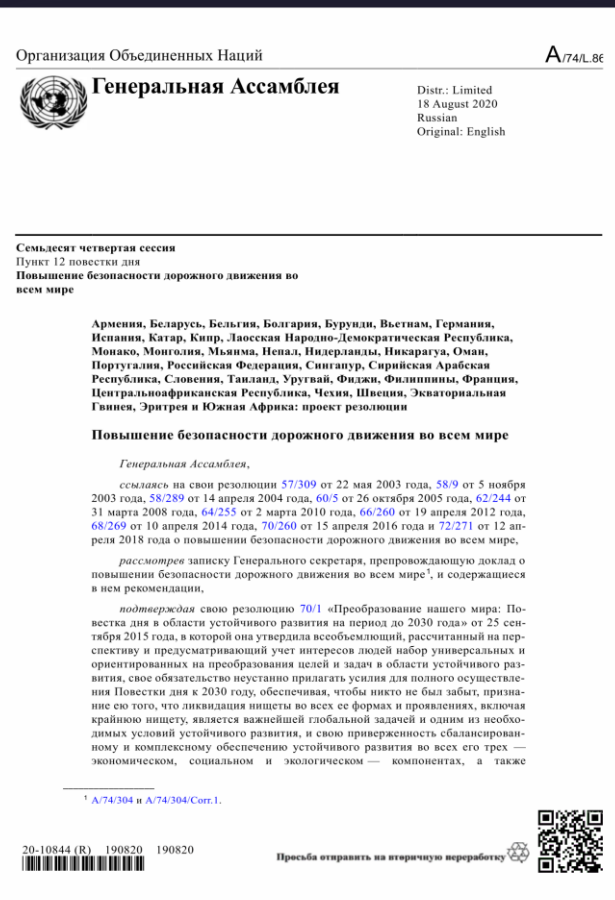 Организация Объединенных Наций
A/74/L.86
Генеральная Ассамблея
Distr.: Limited
18 August 2020
Russian
Original: English
Семьдесят четвертая сессия
Пункт 12 повестки дня
Повышение безопасности дорожного движения во
всем мире
Армения, Беларусь, Бельгия, Болгария, Бурунди, Вьетнам, Германия,
Испания, Катар, Кипр, Лаосская Народно-Демократическая Республика,
Монако, Монголия, Мьянма, Непал, Нидерланды, Никарагуа, Оман,
Португалия, Российская Федерация, Сингапур, Сирийская Арабская
Республика, Словения, Таиланд, Уругвай, Фиджи, Филиппины, Франция,
Центральноафриканская Республика, Чехия, Швеция, Экваториальная
Гвинея, Эритрея и Южная Африка: проект резолюции
Повышение безопасности дорожного движения во всем мире
Генеральная Ассамблея,
ссылаясь на свои резолюции 57/309 от 22 мая 2003 года, 58/9 от 5 ноября
2003 года, 58/289 от 14 апреля 2004 года, 60/5 от 26 октября 2005 года, 62/244 от
31 марта 2008 года, 64/255 от 2 марта 2010 года, 66/260 от 19 апреля 2012 года,
68/269 от 10 апреля 2014 года, 70/260 от 15 апреля 2016 года и 72/271 от 12 ап-
реля 2018 года о повышении безопасности дорожного движения во всем мире,
рассмотрев записку Генерального секретаря, препровождающую доклад о
повышении безопасности дорожного движения во всем мире1, и содержащиеся
в нем рекомендации,
подтверждая свою резолюцию 70/1 «Преобразование нашего мира: По-
вестка дня в области устойчивого развития на период до 2030 года» от 25 сен-
тября 2015 года, в которой она утвердила всеобъемлющий, рассчитанный на пер-
спективу и предусматривающий учет интересов людей набор универсальных и
ориентированных на преобразования целей и задач в области устойчивого раз-
вития, свое обязательство неустанно прилагать усилия для полного осуществле-
ния Повестки дня к 2030 году, обеспечивая, чтобы никто не был забыт, призна-
ние ею того, что ликвидация нищеты во всех ее формах и проявлениях, включая
крайнюю нищету, является важнейшей глобальной задачей и одним из необхо-
димых условий устойчивого развития, и свою приверженность сбалансирован-
ному и комплексному обеспечению устойчивого развития во всех его трех —
экономическом, социальном и экологическом — компонентах, а также
1 A/74/304 и A/74/304/Corr.1.
20-10844 (R) 190820 190820
Просьба отправить на вторичную переработку